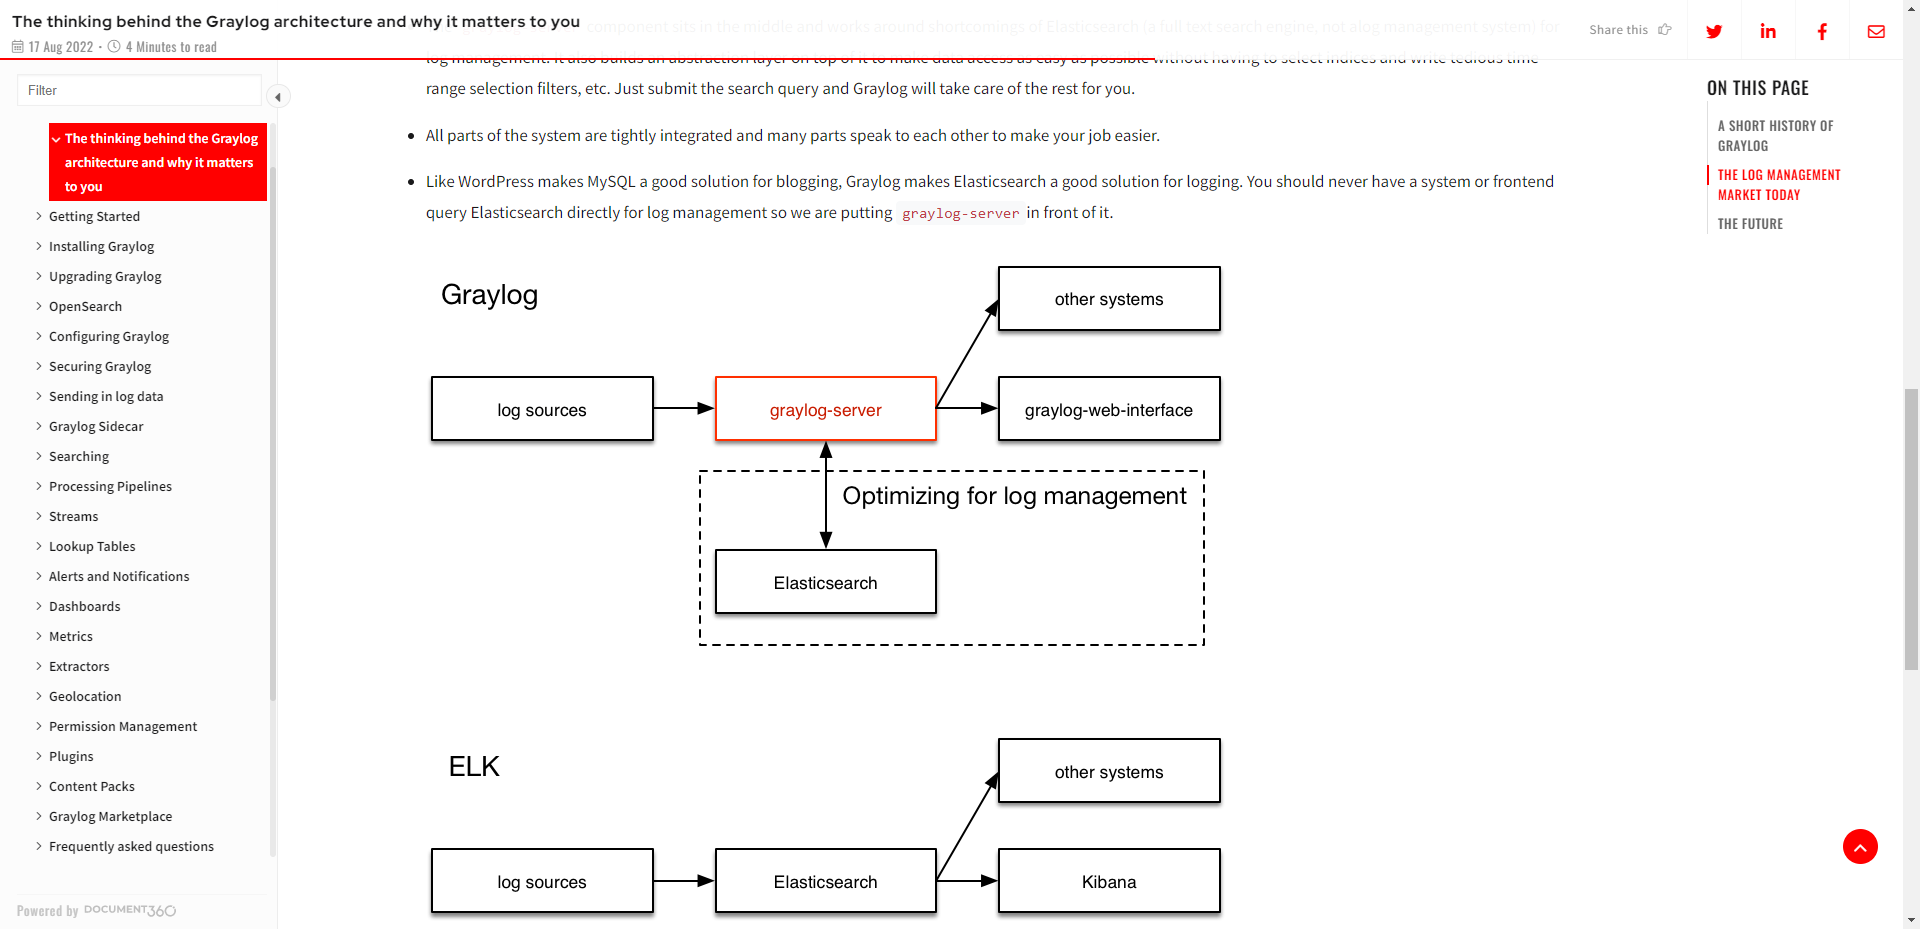 The thinking behind the Graylog architecture and why it matters to you
17 Aug 2022 • 4 Minutes to read
Share this
component sits in the middle and works around shortcomings of Elasticsearch (a full text search engine, not alog management system) for
log management. It also builds an abstraction layer on top of it to make data access as easy as possible without having to select indices and write tedious time
range selection filters, etc. Just submit the search query and Graylog will take care of the rest for you.
All parts of the system are tightly integrated and many parts speak to each other to make your job easier.
Like WordPress makes MySQL a good solution for blogging, Graylog makes Elasticsearch a good solution for logging. You should never have a system or frontend
query Elasticsearch directly for log management so we are putting graylog-server in front of it.
Filter
The thinking behind the Graylog
architecture and why it matters
to you
Getting Started
Installing Graylog
Upgrading Graylog
OpenSearch
Configuring Graylog
Securing Graylog
Sending in log data
Graylog Sidecar
Searching
Processing Pipelines
Streams
Lookup Tables
Alerts and Notifications
Dashboards
Metrics
Extractors
Geolocation
Permission Management
Plugins
Content Packs
Graylog Marketplace
Frequently asked questions
Powered by DOCUMENT360
Graylog
other systems
log sources
graylog-server
graylog-web-interface
Optimizing for log management
Elasticsearch
ELK
other systems
log sources
Elasticsearch
Kibana
ON THIS PAGE
A SHORT HISTORY OF
GRAYLOG
THE LOG MANAGEMENT
MARKET TODAY
THE FUTURE